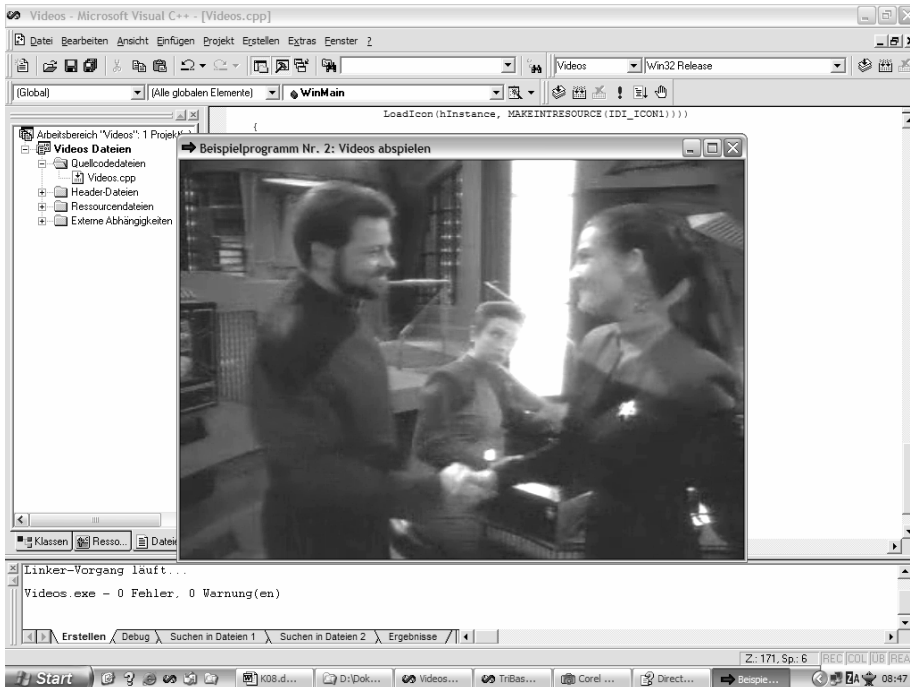 Videos - Microsoft Visual C++ - [Videos.cpp]
Datei Bearbeiten Ansicht Einfügen Projekt Erstellen Extras Fenster ?
Videos Win32 Release
(Global) (Alle globalen Elemente) WinMain
LoadIcon(hInstance, MAKEINTRESOURCE(IDI_ICON1))))
{
Arbeitsbereich "Videos": 1 Projekt
Videos Dateien
Quellcodedateien
Videos.cpp
Header-Dateien
Ressourcendateien
Externe Abhängigkeiten
Beispielprogramm Nr. 2: Videos abspielen
Klassen Resso... Datei
Linker-Vorgang läuft...
Videos.exe - 0 Fehler, 0 Warnung(en)
Erstellen Debug Suchen in Dateien 1 Suchen in Dateien 2 Ergebnisse
Z.: 171, Sp.: 6 REC COL ÜB REA
Start K08.d... D:\Dok... Videos... TriBas... Corel ... Direct... Beispie... 08:47